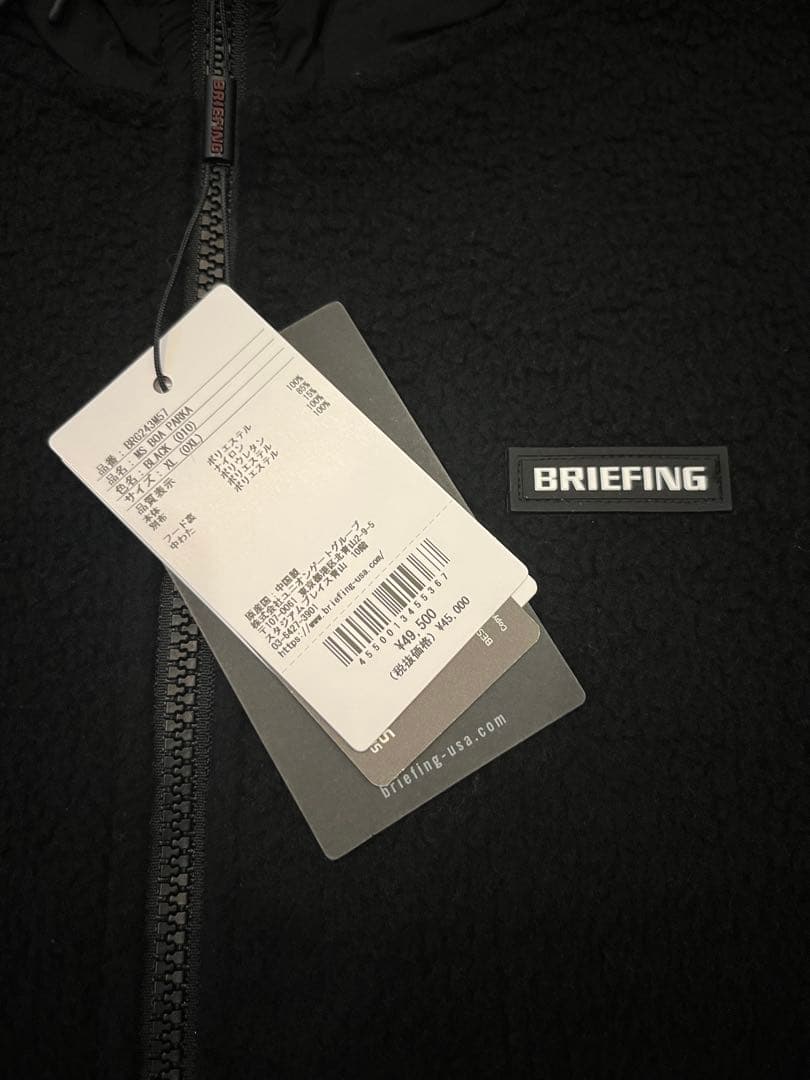 BRIEFING
品番：BRG243M57
品名：MS BOA PARKA
色名：BLACK (010)
サイズ：XL (0XL)
品質表示
本体 ポリエステル 100%
別布 ナイロン 85%
ポリウレタン 15%
フード裏 ポリエステル 100%
中わた ポリエステル 100%
原産国：中国製
株式会社ユニオンゲートグループ
〒107-0061 東京都港区北青山2-9-5
スタジアムプレイス青山 10階
03-6427-3901
https://www.briefing-usa.com/
4550013455367
¥49,500
(税抜価格) ¥45,000
briefing-usa.com
BRIEFING